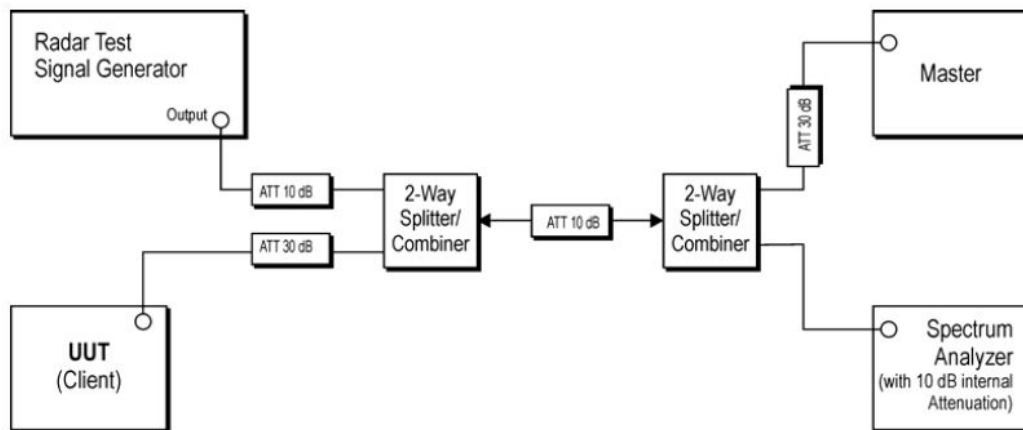 Radar Test
Signal Generator
Output
ATT 10 dB
ATT 30 dB
UUT
(Client)
2-Way
Splitter/
Combiner
ATT 10 dB
2-Way
Splitter/
Combiner
ATT 30 dB
Master
Spectrum
Analyzer
(with 10 dB internal
Attenuation)